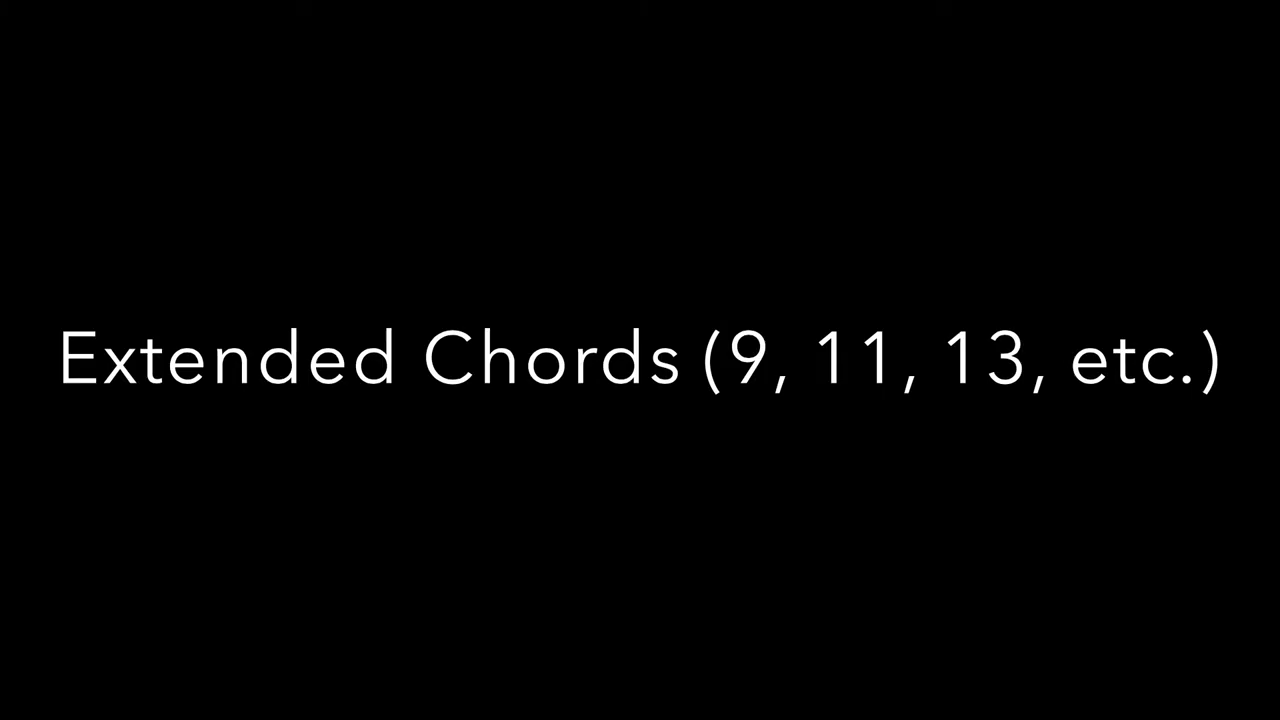 Extended Chords (9, 11, 13, etc.)